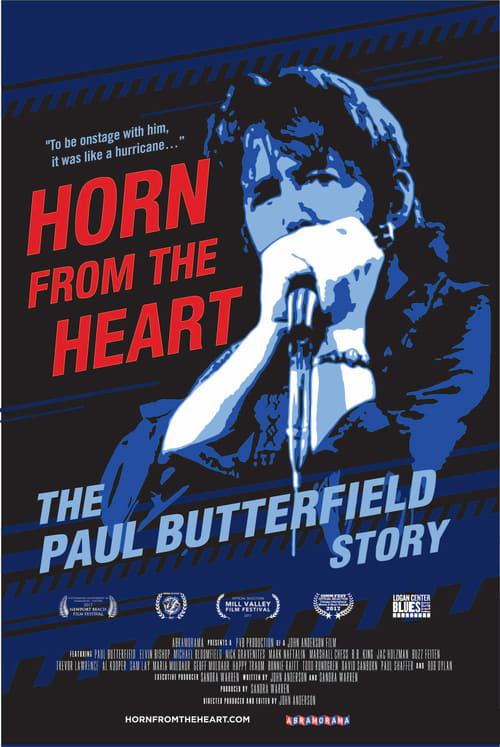 "To be onstage with him,
it was like a hurricane…"
HORN
FROM THE
HEART
THE
PAUL BUTTERFIELD
STORY
2017
NEWPORT BEACH
FILM FESTIVAL
OFFICIAL SELECTION
MILL VALLEY
FILM FESTIVAL
2017
2017
LOGAN CENTER
BLUES
ABRAMORAMA PRESENTS A PVB PRODUCTION OF A JOHN ANDERSON FILM
FEATURING PAUL BUTTERFIELD ELVIN BISHOP MICHAEL BLOOMFIELD NICK GRAVENITES MARK NAFTALIN MARSHALL CHESS B.B. KING JAC HOLZMAN BUZZ FEITEN
TREVOR LAWRENCE AL KOOPER SAM LAY MARIA MULDAUR GEOFF MULDAUR HAPPY TRAUM BONNIE RAITT TODD RUNDGREN DAVID SANBORN PAUL SHAFFER AND BOB DYLAN
EXECUTIVE PRODUCER SANDRA WARREN WRITTEN BY JOHN ANDERSON AND SANDRA WARREN
PRODUCED BY SANDRA WARREN
DIRECTED PRODUCED AND EDITED BY JOHN ANDERSON
HORNFROMTHEHEART.COM
ABRAMORAMA